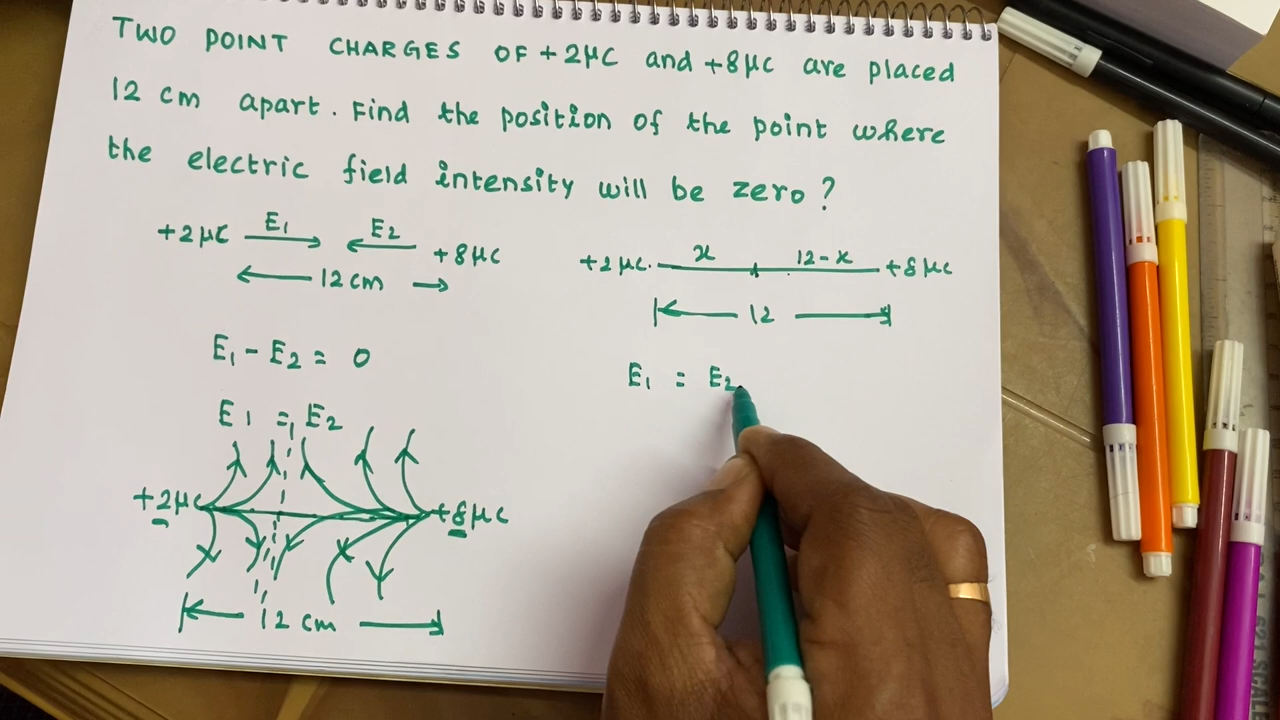 TWO POINT CHARGES OF +2μC and +8μC are placed
12 cm apart. Find the position of the point where
the electric field intensity will be zero?
+2μC E1 E2 +8μC
12 cm
E1 - E2 = 0
E1 = E2
+2μC +8μC
12 cm
+2μC. x 12-x +8μC
12
E1 = E2